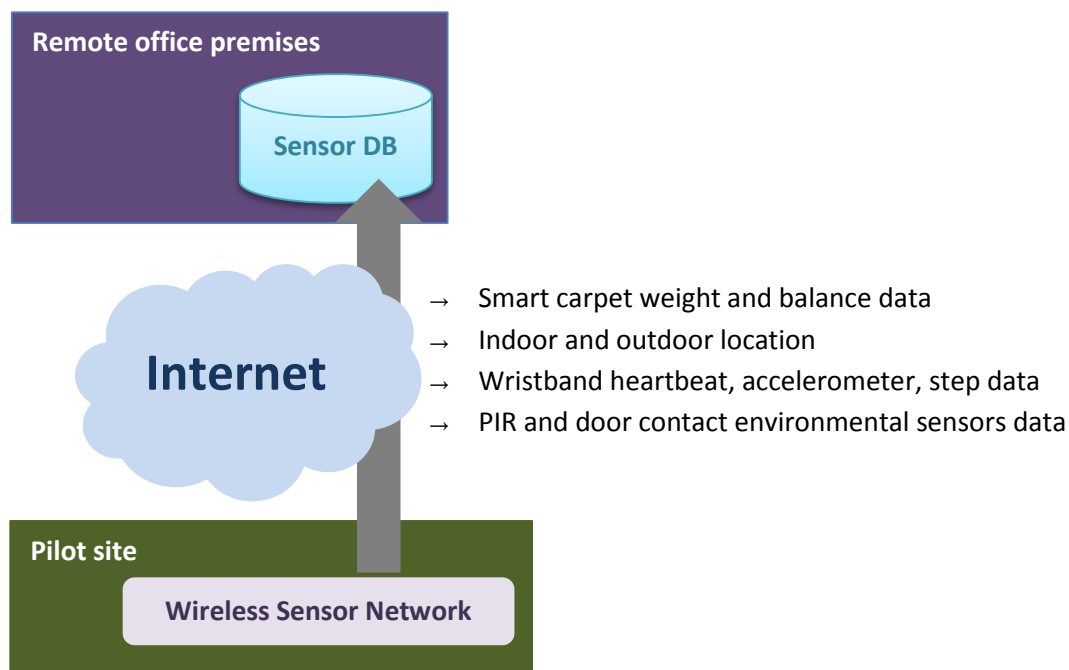 Remote office premises
Sensor DB
→ Smart carpet weight and balance data
→ Indoor and outdoor location
Internet
→ Wristband heartbeat, accelerometer, step data
→ PIR and door contact environmental sensors data
Pilot site
Wireless Sensor Network